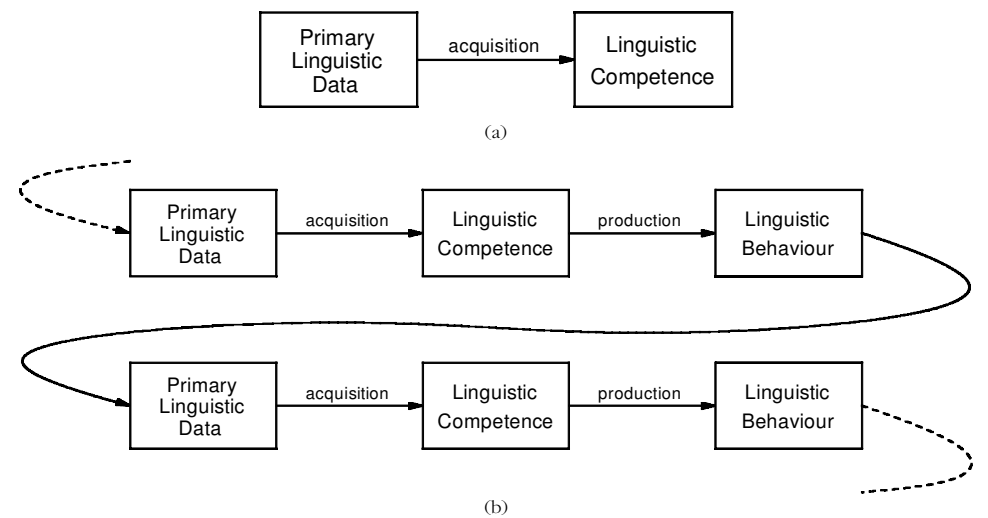 Primary
Linguistic
Data
acquisition
Linguistic
Competence
(a)
Primary
Linguistic
Data
acquisition
Linguistic
Competence
production
Linguistic
Behaviour
Primary
Linguistic
Data
acquisition
Linguistic
Competence
production
Linguistic
Behaviour
(b)